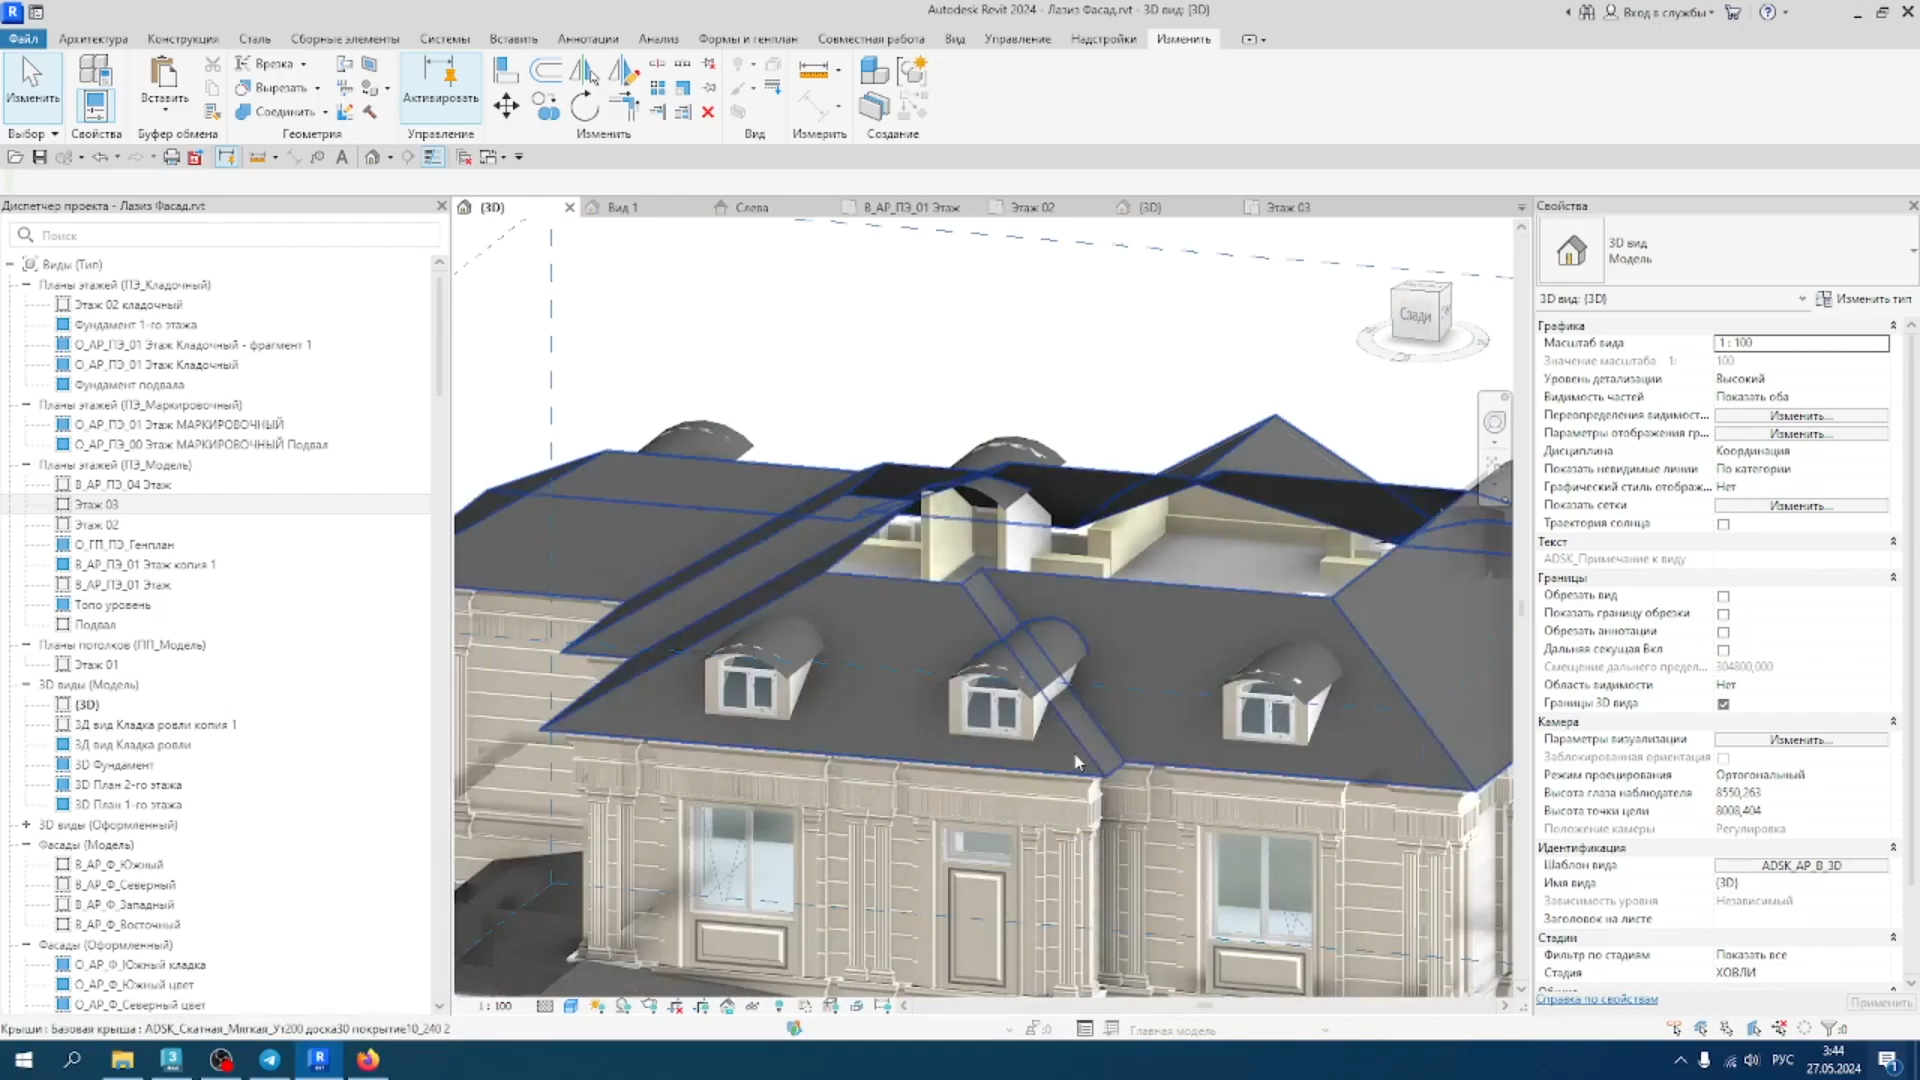 Autodesk Revit 2024 - Лазиз Фасад.rvt - 3D вид: {3D}
Вход в службы
Файл Архитектура Конструкция Сталь Сборные элементы Системы Вставить Аннотации Анализ Формы и генплан Совместная работа Вид Управление Надстройки Изменить
Изменить
Вставить
Врезка
Вырезать
Соединить
Активировать
Выбор Свойства Буфер обмена Геометрия Управление Изменить Вид Измерить Создание
Диспетчер проекта - Лазиз Фасад.rvt
{3D} Вид 1 Слева В_АР_ПЭ_01 Этаж Этаж 02 {3D} Этаж 03
Поиск
Виды (Тип)
Планы этажей (ПЭ_Кладочный)
Этаж 02 кладочный
Фундамент 1-го этажа
О_АР_ПЭ_01 Этаж Кладочный - фрагмент 1
О_АР_ПЭ_01 Этаж Кладочный
Фундамент подвала
Планы этажей (ПЭ_Маркировочный)
О_АР_ПЭ_01 Этаж МАРКИРОВОЧНЫЙ
О_АР_ПЭ_00 Этаж МАРКИРОВОЧНЫЙ Подвал
Планы этажей (ПЭ_Модель)
В_АР_ПЭ_04 Этаж
Этаж 03
Этаж 02
О_ГП_ПЭ_Генплан
В_АР_ПЭ_01 Этаж копия 1
В_АР_ПЭ_01 Этаж
Топо уровень
Подвал
Планы потолков (ПП_Модель)
Этаж 01
3D виды (Модель)
{3D}
3Д вид Кладка ровли копия 1
3Д вид Кладка ровли
3D Фундамент
3D План 2-го этажа
3D План 1-го этажа
3D виды (Оформленный)
Фасады (Модель)
В_АР_Ф_Южный
В_АР_Ф_Северный
В_АР_Ф_Западный
В_АР_Ф_Восточный
Фасады (Оформленный)
О_АР_Ф_Южный кладка
О_АР_Ф_Южный цвет
О_АР_Ф_Северный цвет
Сзади
1 : 100
Свойства
3D вид
Модель
3D вид: {3D} Изменить тип
Графика
Масштаб вида 1 : 100
Значение масштаба 1: 100
Уровень детализации Высокий
Видимость частей Показать оба
Переопределения видимост... Изменить...
Параметры отображения гр... Изменить...
Дисциплина Координация
Показать невидимые линии По категории
Графический стиль отображ... Нет
Показать сетки Изменить...
Траектория солнца
Текст
ADSK_Примечание к виду
Границы
Обрезать вид
Показать границу обрезки
Обрезать аннотации
Дальняя секущая Вкл
Смещение дальнего предел... 304800,000
Область видимости Нет
Границы 3D вида
Камера
Параметры визуализации Изменить...
Заблокированная ориентация
Режим проецирования Ортогональный
Высота глаза наблюдателя 8550,263
Высота точки цели 8008,404
Положение камеры Регулировка
Идентификация
Шаблон вида ADSK_АР_В_3D
Имя вида {3D}
Зависимость уровня Независимый
Заголовок на листе
Стадии
Фильтр по стадиям Показать все
Стадия ХОВЛИ
Справка по свойствам Применить
Крыши : Базовая крыша : ADSK_Скатная_Мягкая_Ут200 доска30 покрытие10_240 2
:0 Главная модель :0
РУС
3:44
27.05.2024